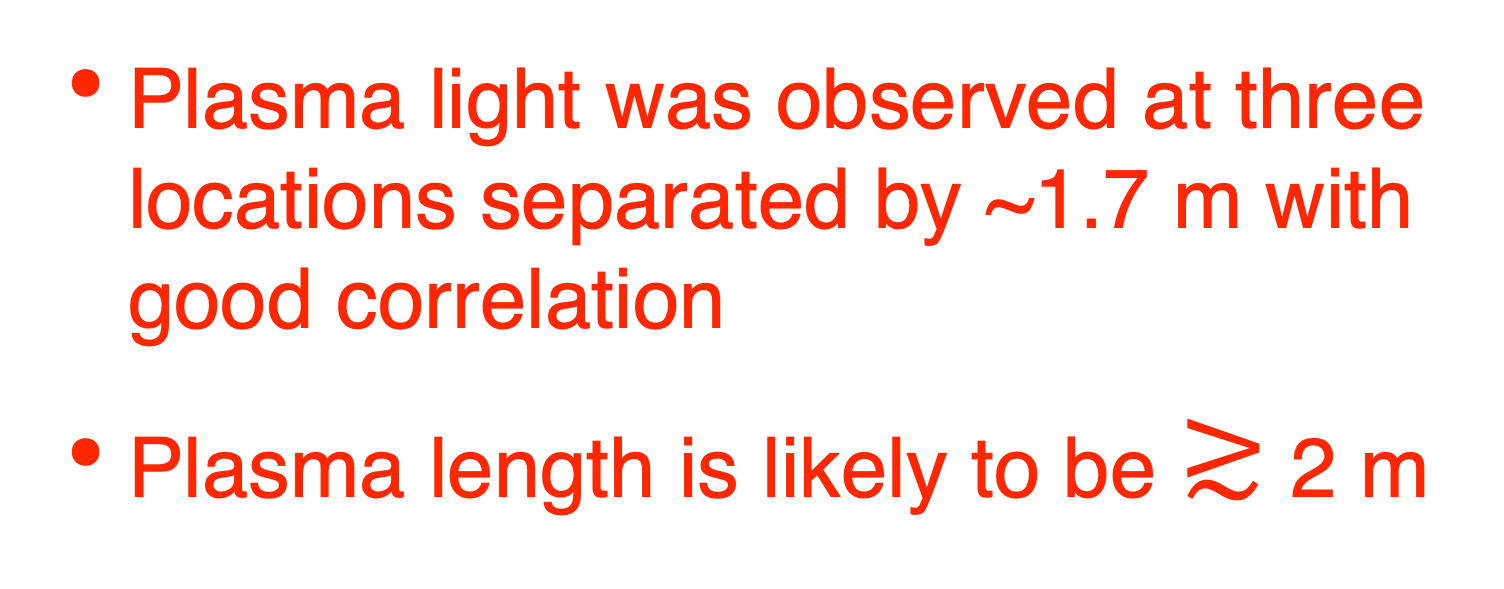 • Plasma light was observed at three
locations separated by ~1.7 m with
good correlation
• Plasma length is likely to be ≳ 2 m